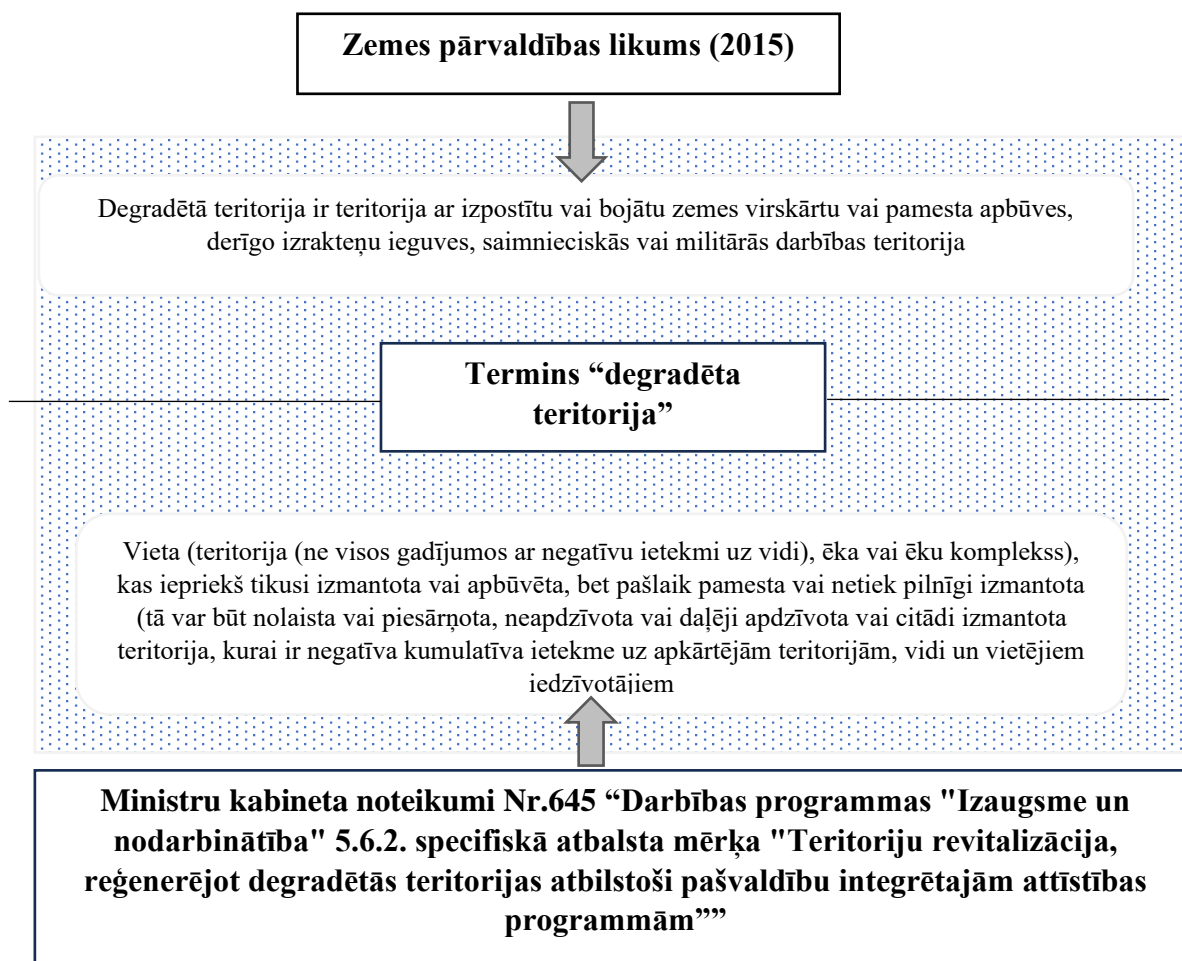 Zemes pārvaldības likums (2015)
Degradētā teritorija ir teritorija ar izpostītu vai bojātu zemes virskārtu vai pamesta apbūves,
derīgo izrakteņu ieguves, saimnieciskās vai militārās darbības teritorija
Termins “degradēta
teritorija”
Vieta (teritorija (ne visos gadījumos ar negatīvu ietekmi uz vidi), ēka vai ēku komplekss),
kas iepriekš tikusi izmantota vai apbūvēta, bet pašlaik pamesta vai netiek pilnīgi izmantota
(tā var būt nolaista vai piesārņota, neapdzīvota vai daļēji apdzīvota vai citādi izmantota
teritorija, kurai ir negatīva kumulatīva ietekme uz apkārtējām teritorijām, vidi un vietējiem
iedzīvotājiem
Ministru kabineta noteikumi Nr.645 “Darbības programmas "Izaugsme un
nodarbinātība" 5.6.2. specifiskā atbalsta mērķa "Teritoriju revitalizācija,
reģenerējot degradētās teritorijas atbilstoši pašvaldību integrētajām attīstības
programmām””